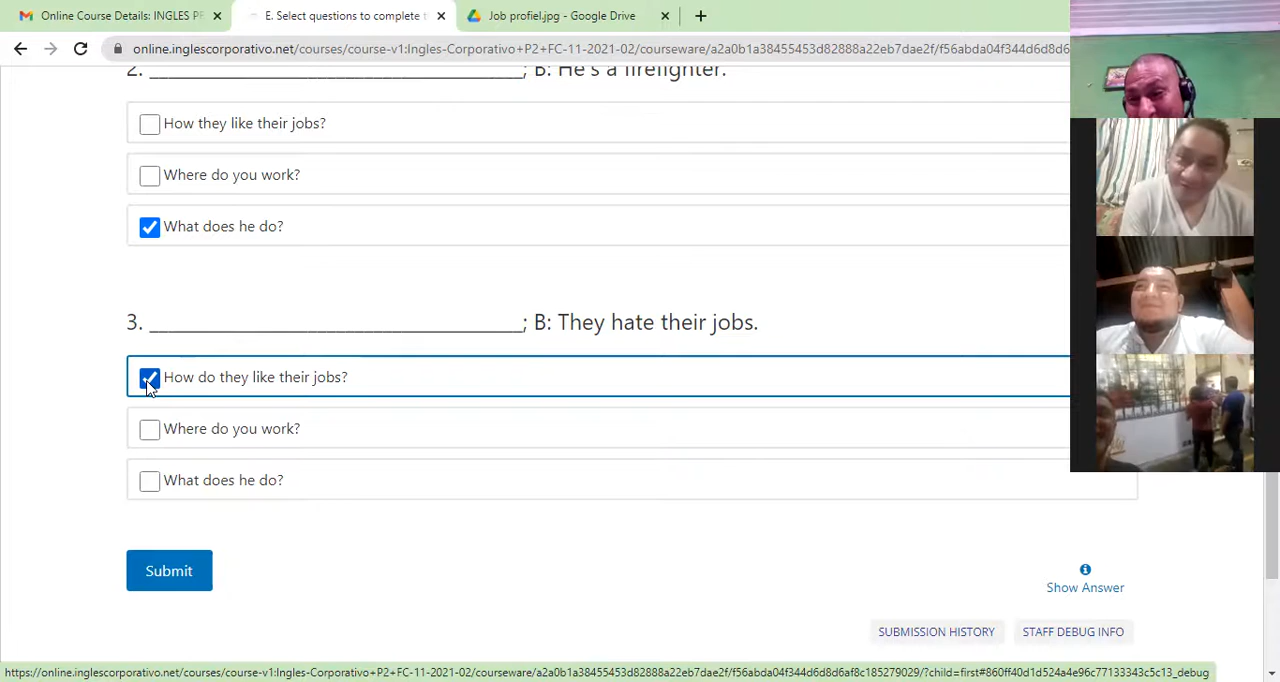 Online Course Details: INGLES PF
E. Select questions to complete t
Job profiel.jpg - Google Drive
online.inglescorporativo.net/courses/course-v1:Ingles-Corporativo+P2+FC-11-2021-02/courseware/a2a0b1a38455453d82888a22eb7dae2f/f56abda04f344d6d8d6
2. ________________________________________; B: He's a firefighter.
How they like their jobs?
Where do you work?
What does he do?
3. ________________________________________; B: They hate their jobs.
How do they like their jobs?
Where do you work?
What does he do?
Submit
Show Answer
SUBMISSION HISTORY
STAFF DEBUG INFO
https://online.inglescorporativo.net/courses/course-v1:Ingles-Corporativo+P2+FC-11-2021-02/courseware/a2a0b1a38455453d82888a22eb7dae2f/f56abda04f344d6d8d6af8c185279029/?child=first#860ff40d1d524a4e96c77133343c5c13_debug